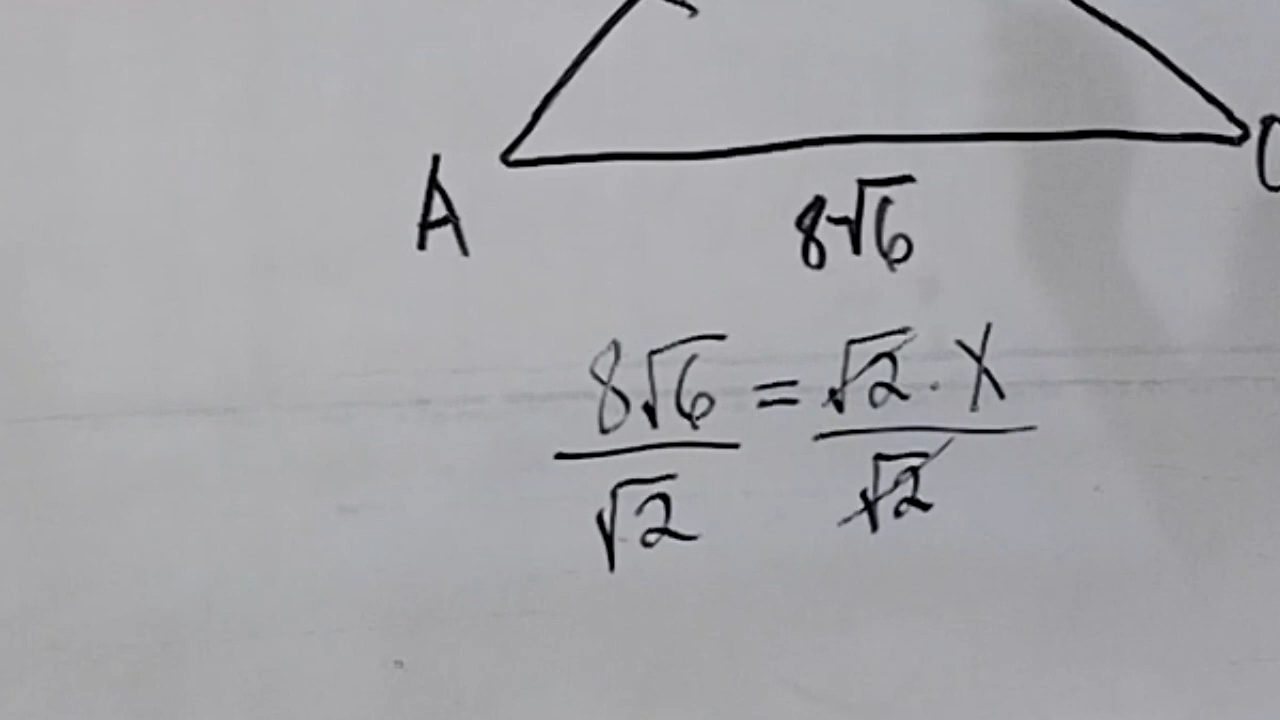 A
8√6
8√6 = √2 . X
√2 √2